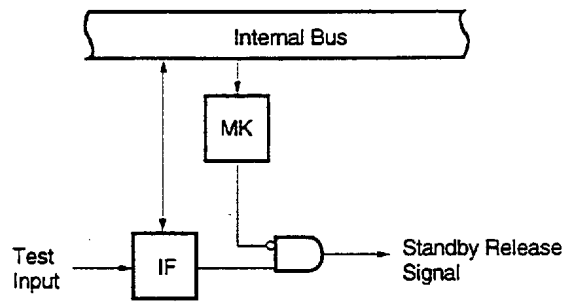 Internal Bus
MK
Test
Input
IF
Standby Release
Signal